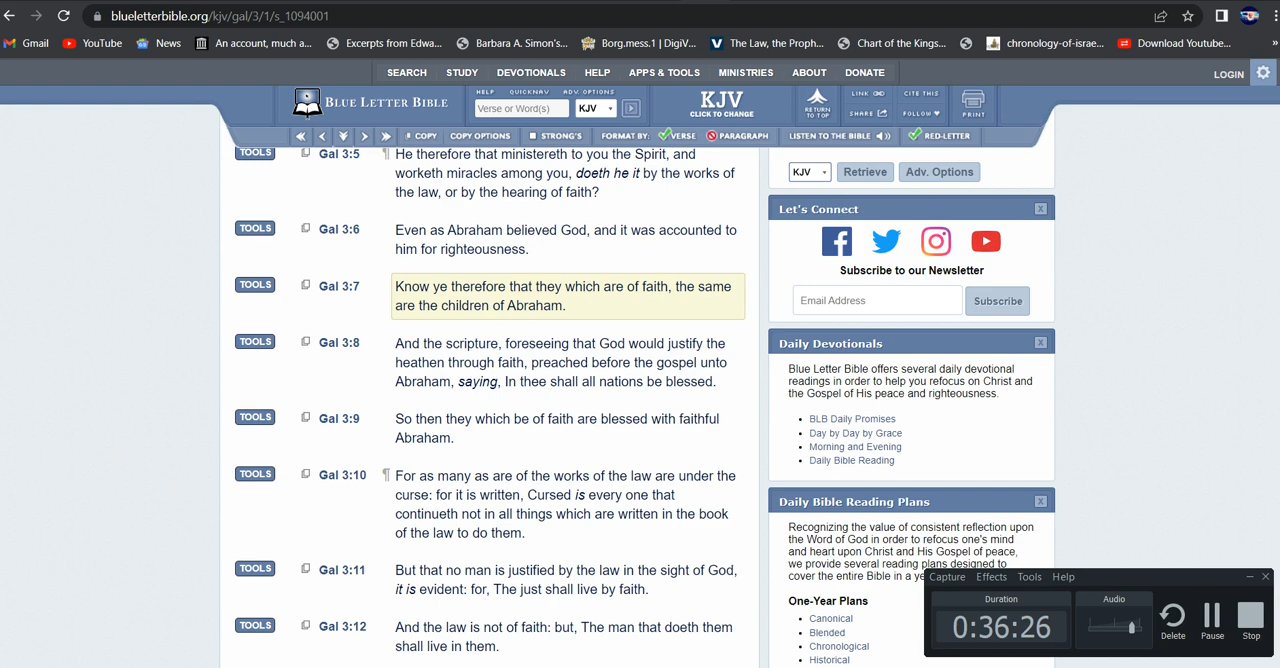 blueletterbible.org/kjv/gal/3/1/s_1094001
Gmail YouTube News An account, much a... Excerpts from Edwa... Barbara A. Simon's... Borg.mess.1 | DigiV... The Law, the Proph... Chart of the Kings... chronology-of-israe... Download Youtube... »
SEARCH STUDY DEVOTIONALS HELP APPS & TOOLS MINISTRIES ABOUT DONATE LOGIN
HELP QUICKNAV ADV. OPTIONS
BLUE LETTER BIBLE
Verse or Word(s) KJV
KJV
CLICK TO CHANGE
RETURN TO TOP
LINK CITE THIS
SHARE FOLLOW
PRINT
COPY COPY OPTIONS STRONG'S FORMAT BY: VERSE PARAGRAPH LISTEN TO THE BIBLE RED-LETTER
TOOLS Gal 3:5 ¶ He therefore that ministereth to you the Spirit, and
worketh miracles among you, doeth he it by the works of
the law, or by the hearing of faith?
TOOLS Gal 3:6 Even as Abraham believed God, and it was accounted to
him for righteousness.
TOOLS Gal 3:7 Know ye therefore that they which are of faith, the same
are the children of Abraham.
TOOLS Gal 3:8 And the scripture, foreseeing that God would justify the
heathen through faith, preached before the gospel unto
Abraham, saying, In thee shall all nations be blessed.
TOOLS Gal 3:9 So then they which be of faith are blessed with faithful
Abraham.
TOOLS Gal 3:10 ¶ For as many as are of the works of the law are under the
curse: for it is written, Cursed is every one that
continueth not in all things which are written in the book
of the law to do them.
TOOLS Gal 3:11 But that no man is justified by the law in the sight of God,
it is evident: for, The just shall live by faith.
TOOLS Gal 3:12 And the law is not of faith: but, The man that doeth them
shall live in them.
KJV Retrieve Adv. Options
Let's Connect X
Subscribe to our Newsletter
Email Address Subscribe
Daily Devotionals X
Blue Letter Bible offers several daily devotional
readings in order to help you refocus on Christ and
the Gospel of His peace and righteousness.
• BLB Daily Promises
• Day by Day by Grace
• Morning and Evening
• Daily Bible Reading
Daily Bible Reading Plans X
Recognizing the value of consistent reflection upon
the Word of God in order to refocus one's mind
and heart upon Christ and His Gospel of peace,
we provide several reading plans designed to
cover the entire Bible in a ye
One-Year Plans
• Canonical
• Blended
• Chronological
• Historical
Capture Effects Tools Help
Duration Audio
0:36:26
Delete Pause Stop